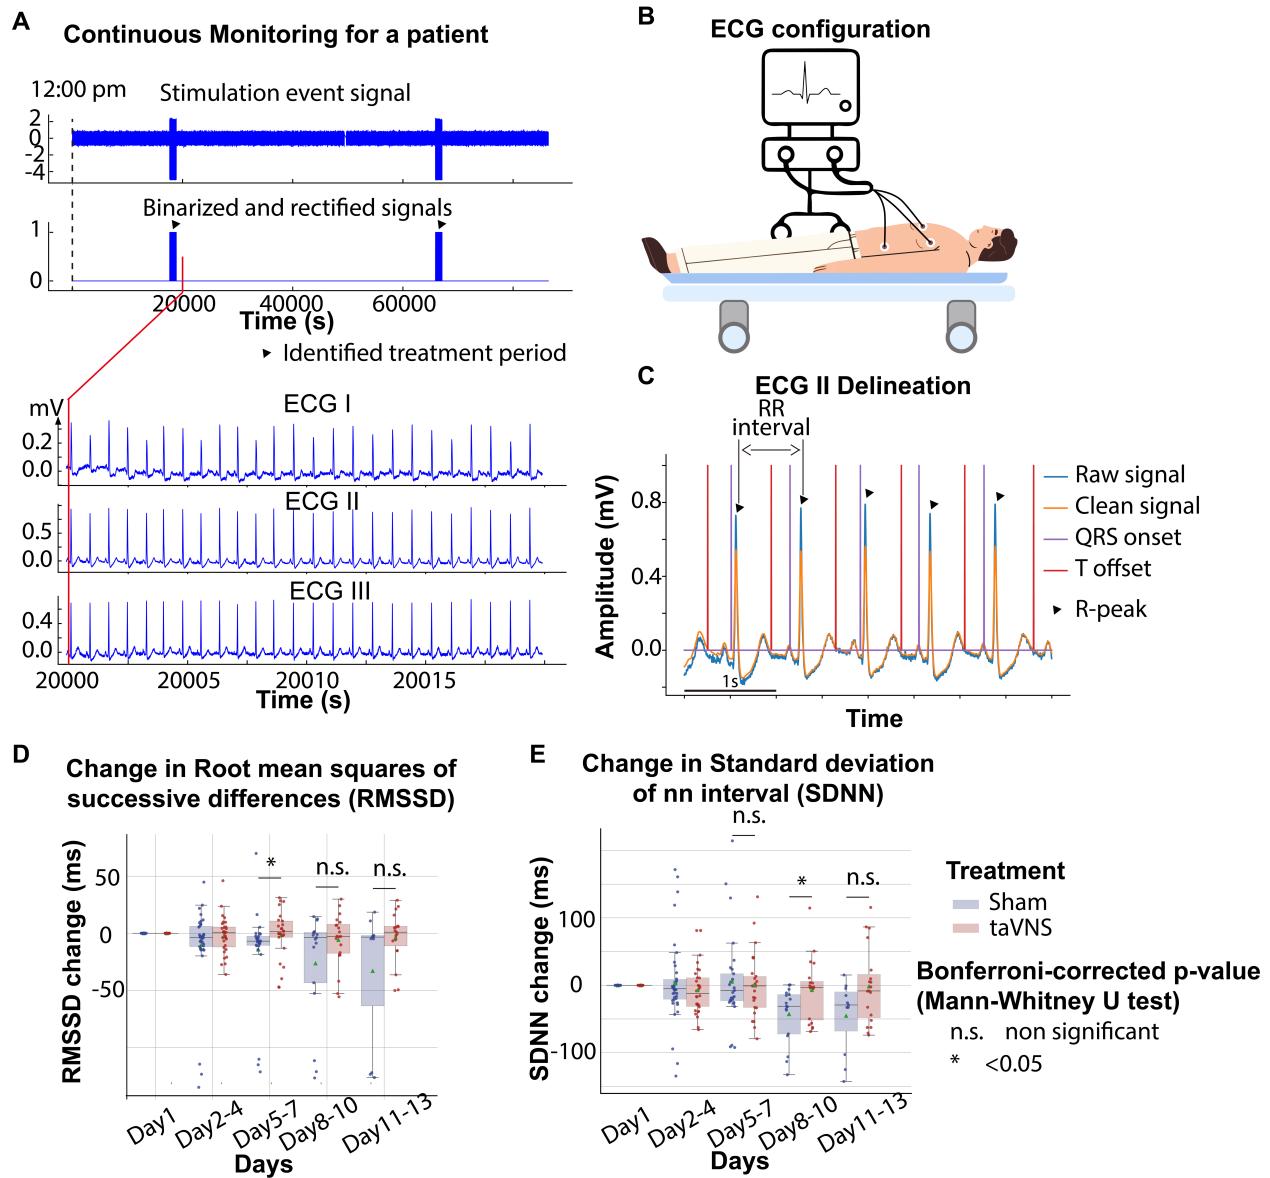 A
Continuous Monitoring for a patient
12:00 pm
Stimulation event signal
2
0
-2
-4
Binarized and rectified signals
1
0
20000
40000
60000
Time (s)
Identified treatment period
mV
ECG I
0.2
0.0
ECG II
0.5
0.0
ECG III
0.4
0.0
20000
20005
20010
20015
Time (s)
B
ECG configuration
C
ECG II Delineation
RR
interval
Amplitude (mV)
0.8
0.4
0.0
1s
Time
Raw signal
Clean signal
QRS onset
T offset
R-peak
D
Change in Root mean squares of
successive differences (RMSSD)
RMSSD change (ms)
50
0
-50
*
n.s.
n.s.
Day1
Day2-4
Day5-7
Day8-10
Day11-13
Days
E
Change in Standard deviation
of nn interval (SDNN)
SDNN change (ms)
100
0
-100
n.s.
*
n.s.
Day1
Day2-4
Day5-7
Day8-10
Day11-13
Days
Treatment
Sham
taVNS
Bonferroni-corrected p-value
(Mann-Whitney U test)
n.s. non significant
* <0.05